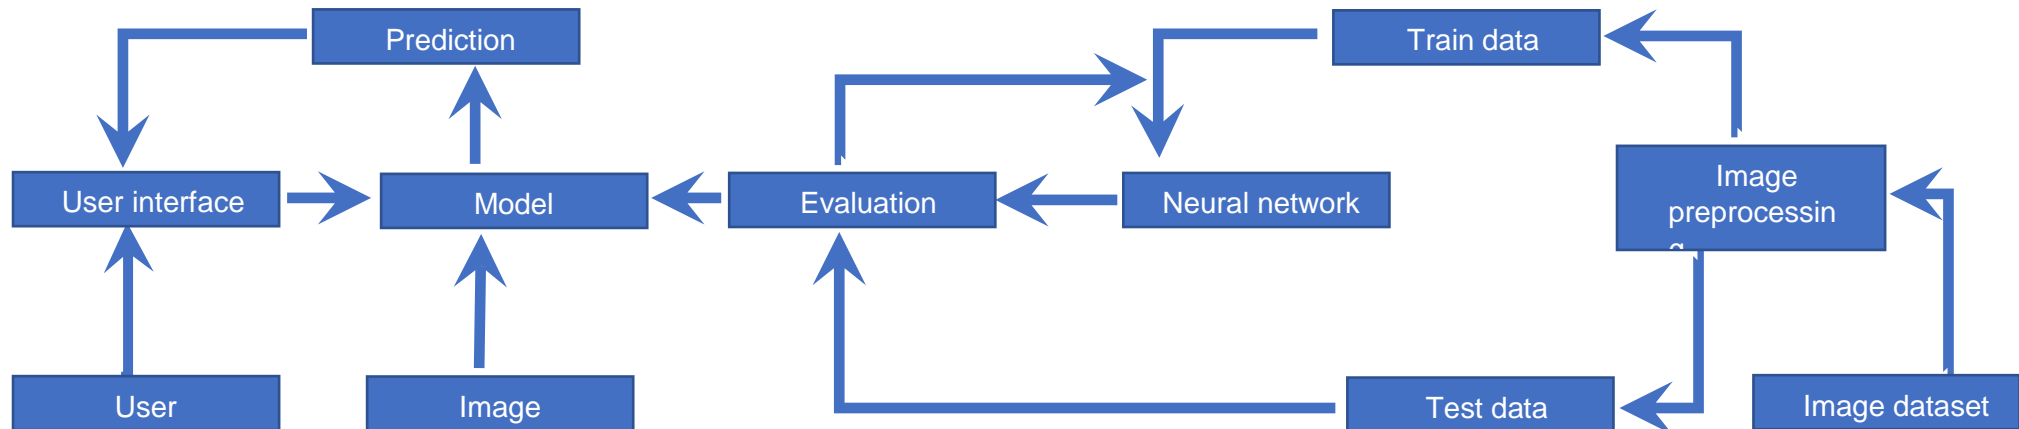 Prediction
Train data
User interface
Model
Evaluation
Neural network
Image
preprocessin
g
User
Image
Test data
Image dataset